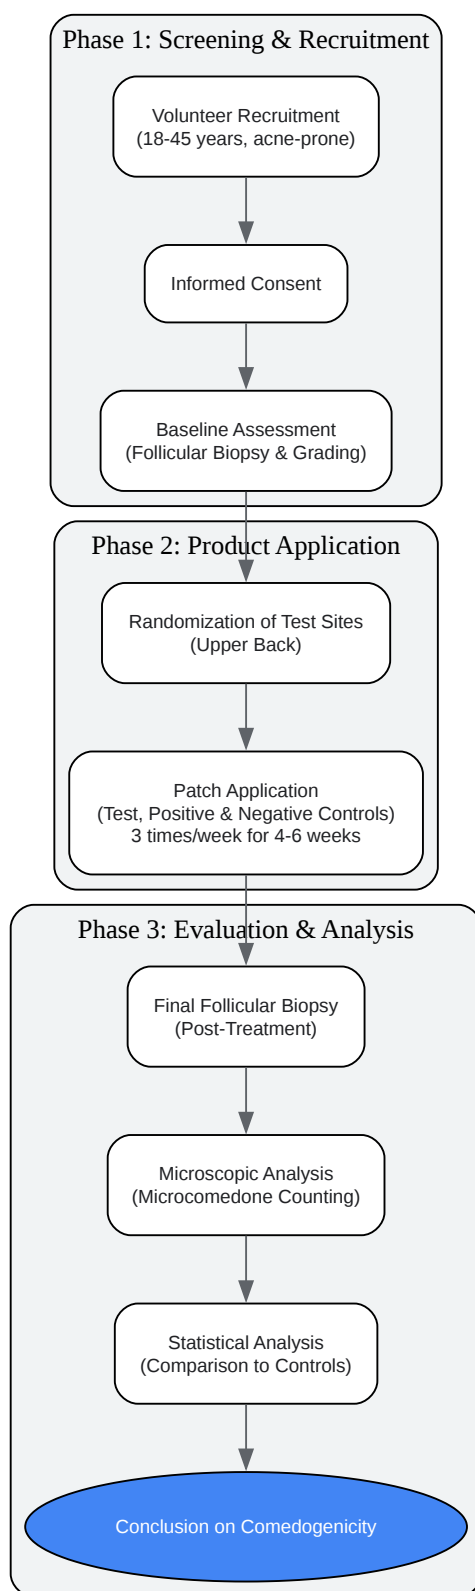 Phase 1: Screening & Recruitment
Volunteer Recruitment
(18-45 years, acne-prone)
Informed Consent
Baseline Assessment
(Follicular Biopsy & Grading)
Phase 2: Product Application
Randomization of Test Sites
(Upper Back)
Patch Application
(Test, Positive & Negative Controls)
3 times/week for 4-6 weeks
Phase 3: Evaluation & Analysis
Final Follicular Biopsy
(Post-Treatment)
Microscopic Analysis
(Microcomedone Counting)
Statistical Analysis
(Comparison to Controls)
Conclusion on Comedogenicity